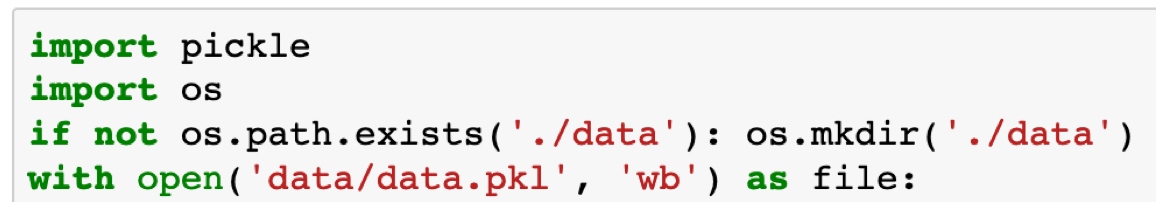 import pickle
import os
if not os.path.exists('./data'): os.mkdir('./data')
with open('data/data.pkl', 'wb') as file: